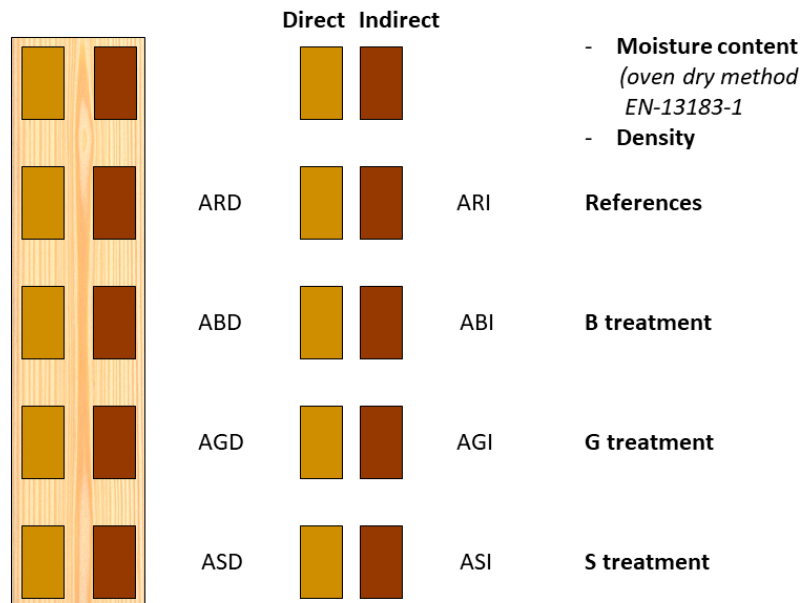 Direct Indirect
- Moisture content
(oven dry method
EN-13183-1
- Density
ARD ARI References
ABD ABI B treatment
AGD AGI G treatment
ASD ASI S treatment